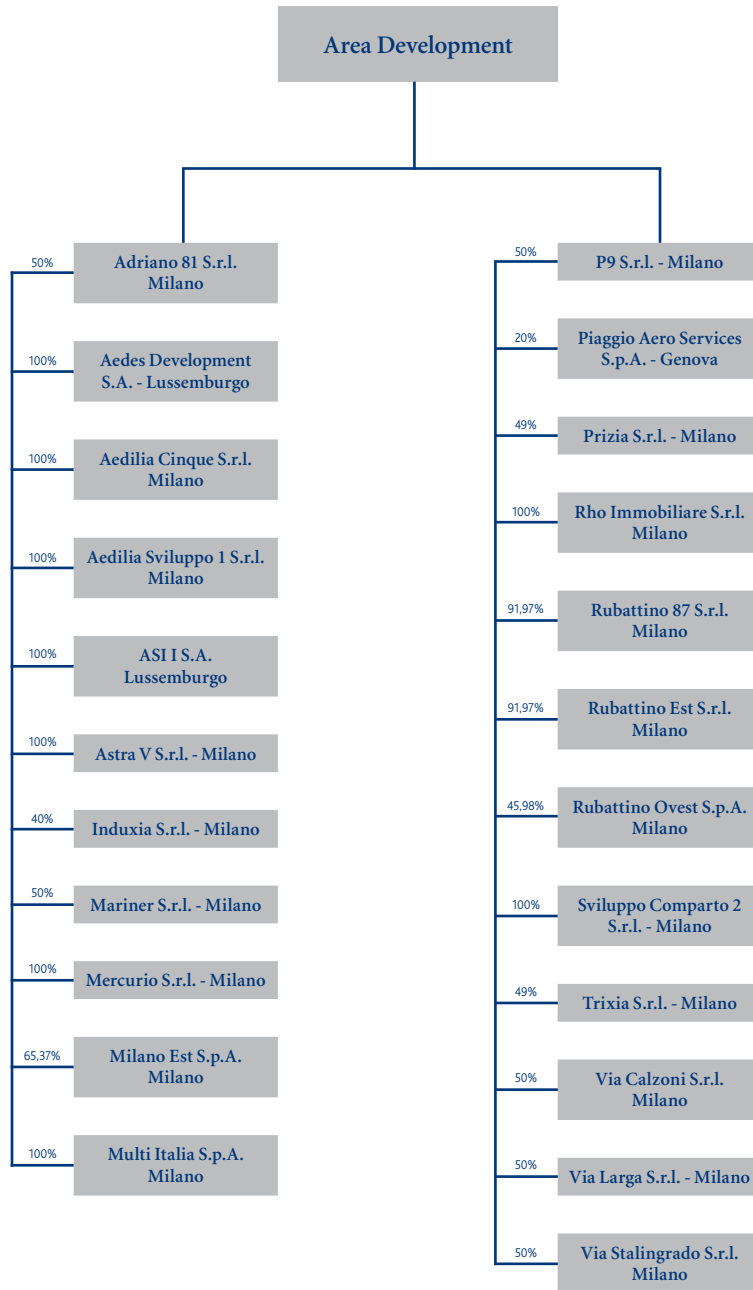 Area Development
50%
Adriano 81 S.r.l.
Milano
100%
Aedes Development
S.A. - Lussemburgo
100%
Aedilia Cinque S.r.l.
Milano
100%
Aedilia Sviluppo 1 S.r.l.
Milano
100%
ASI I S.A.
Lussemburgo
100%
Astra V S.r.l. - Milano
40%
Induxia S.r.l. - Milano
50%
Mariner S.r.l. - Milano
100%
Mercurio S.r.l. - Milano
65,37%
Milano Est S.p.A.
Milano
100%
Multi Italia S.p.A.
Milano
50%
P9 S.r.l. - Milano
20%
Piaggio Aero Services
S.p.A. - Genova
49%
Prizia S.r.l. - Milano
100%
Rho Immobiliare S.r.l.
Milano
91,97%
Rubattino 87 S.r.l.
Milano
91,97%
Rubattino Est S.r.l.
Milano
45,98%
Rubattino Ovest S.p.A.
Milano
100%
Sviluppo Comparto 2
S.r.l. - Milano
49%
Trixia S.r.l. - Milano
50%
Via Calzoni S.r.l.
Milano
50%
Via Larga S.r.l. - Milano
50%
Via Stalingrado S.r.l.
Milano